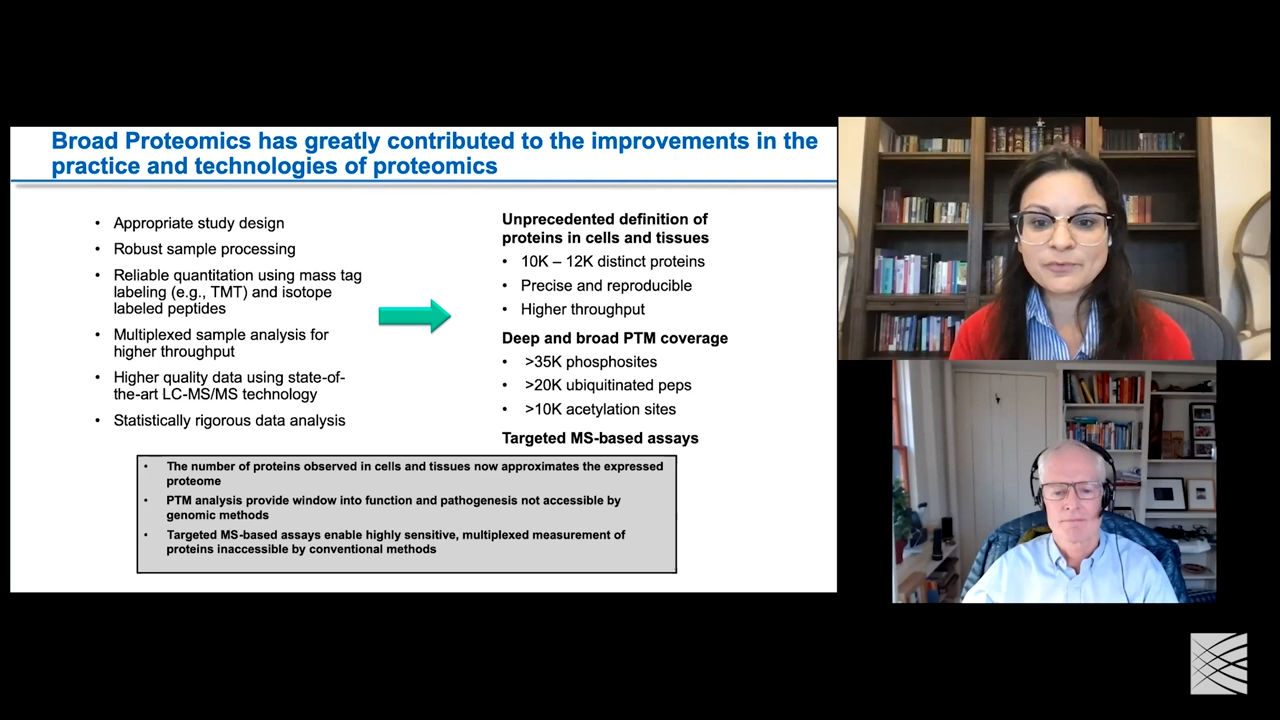 Broad Proteomics has greatly contributed to the improvements in the
practice and technologies of proteomics
• Appropriate study design
• Robust sample processing
• Reliable quantitation using mass tag
labeling (e.g., TMT) and isotope
labeled peptides
• Multiplexed sample analysis for
higher throughput
• Higher quality data using state-of-
the-art LC-MS/MS technology
• Statistically rigorous data analysis
Unprecedented definition of
proteins in cells and tissues
• 10K – 12K distinct proteins
• Precise and reproducible
• Higher throughput
Deep and broad PTM coverage
• >35K phosphosites
• >20K ubiquitinated peps
• >10K acetylation sites
Targeted MS-based assays
• The number of proteins observed in cells and tissues now approximates the expressed
proteome
• PTM analysis provide window into function and pathogenesis not accessible by
genomic methods
• Targeted MS-based assays enable highly sensitive, multiplexed measurement of
proteins inaccessible by conventional methods